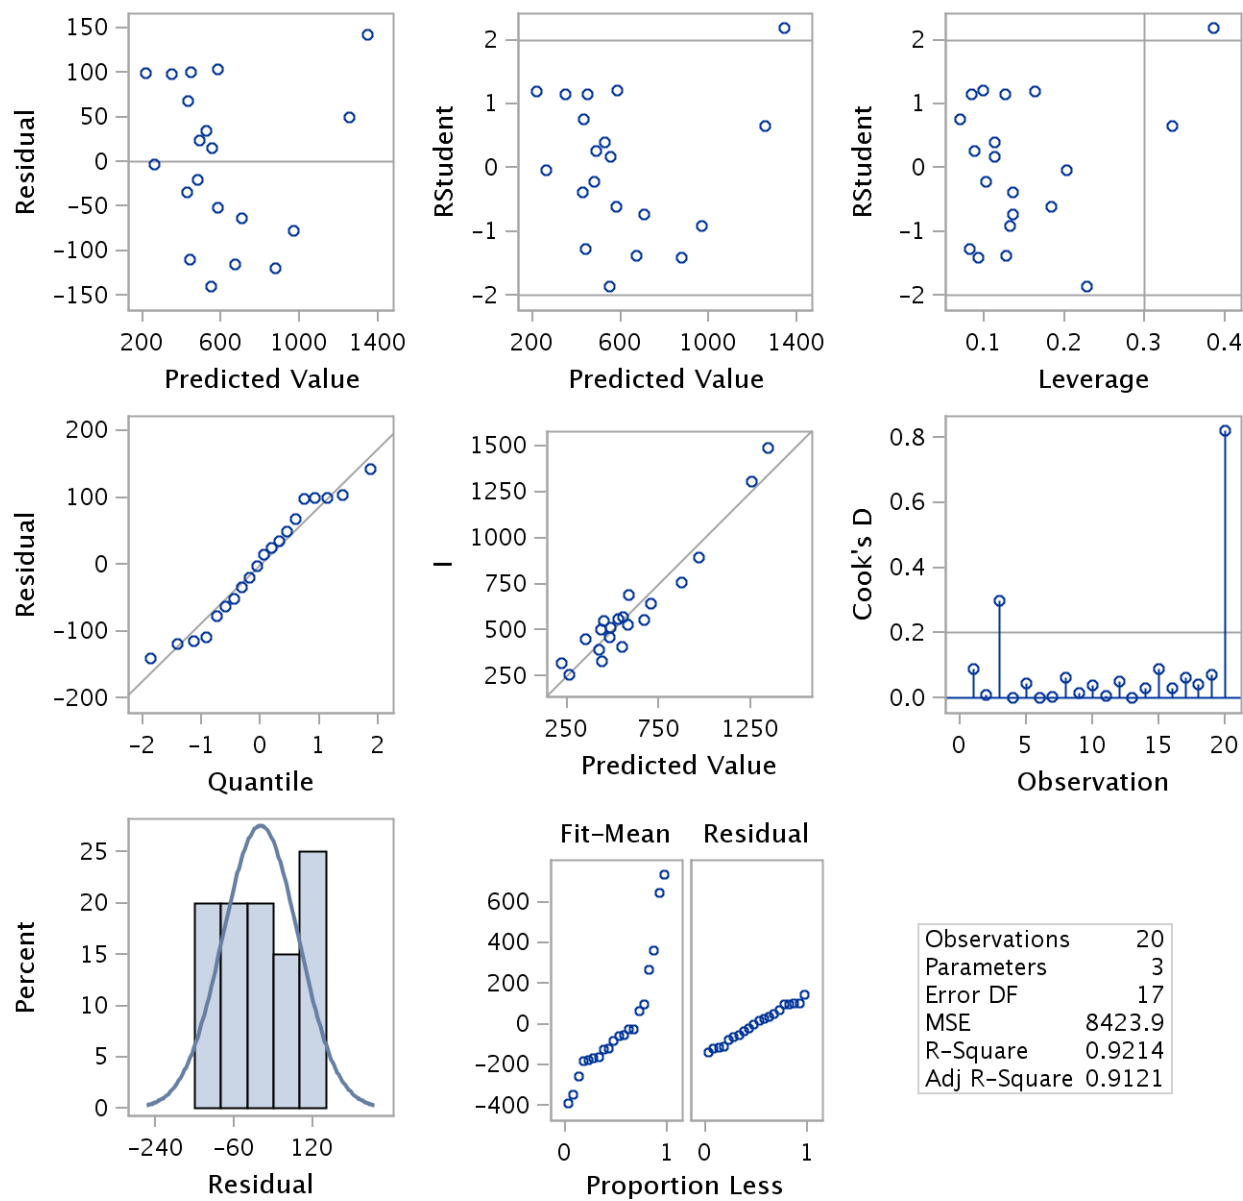 150
100
50
0
-50
-100
-150
Residual
200 600 1000 1400
Predicted Value
2
1
0
-1
-2
RStudent
200 600 1000 1400
Predicted Value
2
1
0
-1
-2
RStudent
0.1 0.2 0.3 0.4
Leverage
200
100
0
-100
-200
Residual
-2 -1 0 1 2
Quantile
1500
1250
1000
750
500
250
I
250 750 1250
Predicted Value
0.8
0.6
0.4
0.2
0.0
Cook's D
0 5 10 15 20
Observation
25
20
15
10
5
0
Percent
-240 -60 120
Residual
Fit-Mean Residual
600
400
200
0
-200
-400
0 1 0 1
Proportion Less
Observations 20
Parameters 3
Error DF 17
MSE 8423.9
R-Square 0.9214
Adj R-Square 0.9121